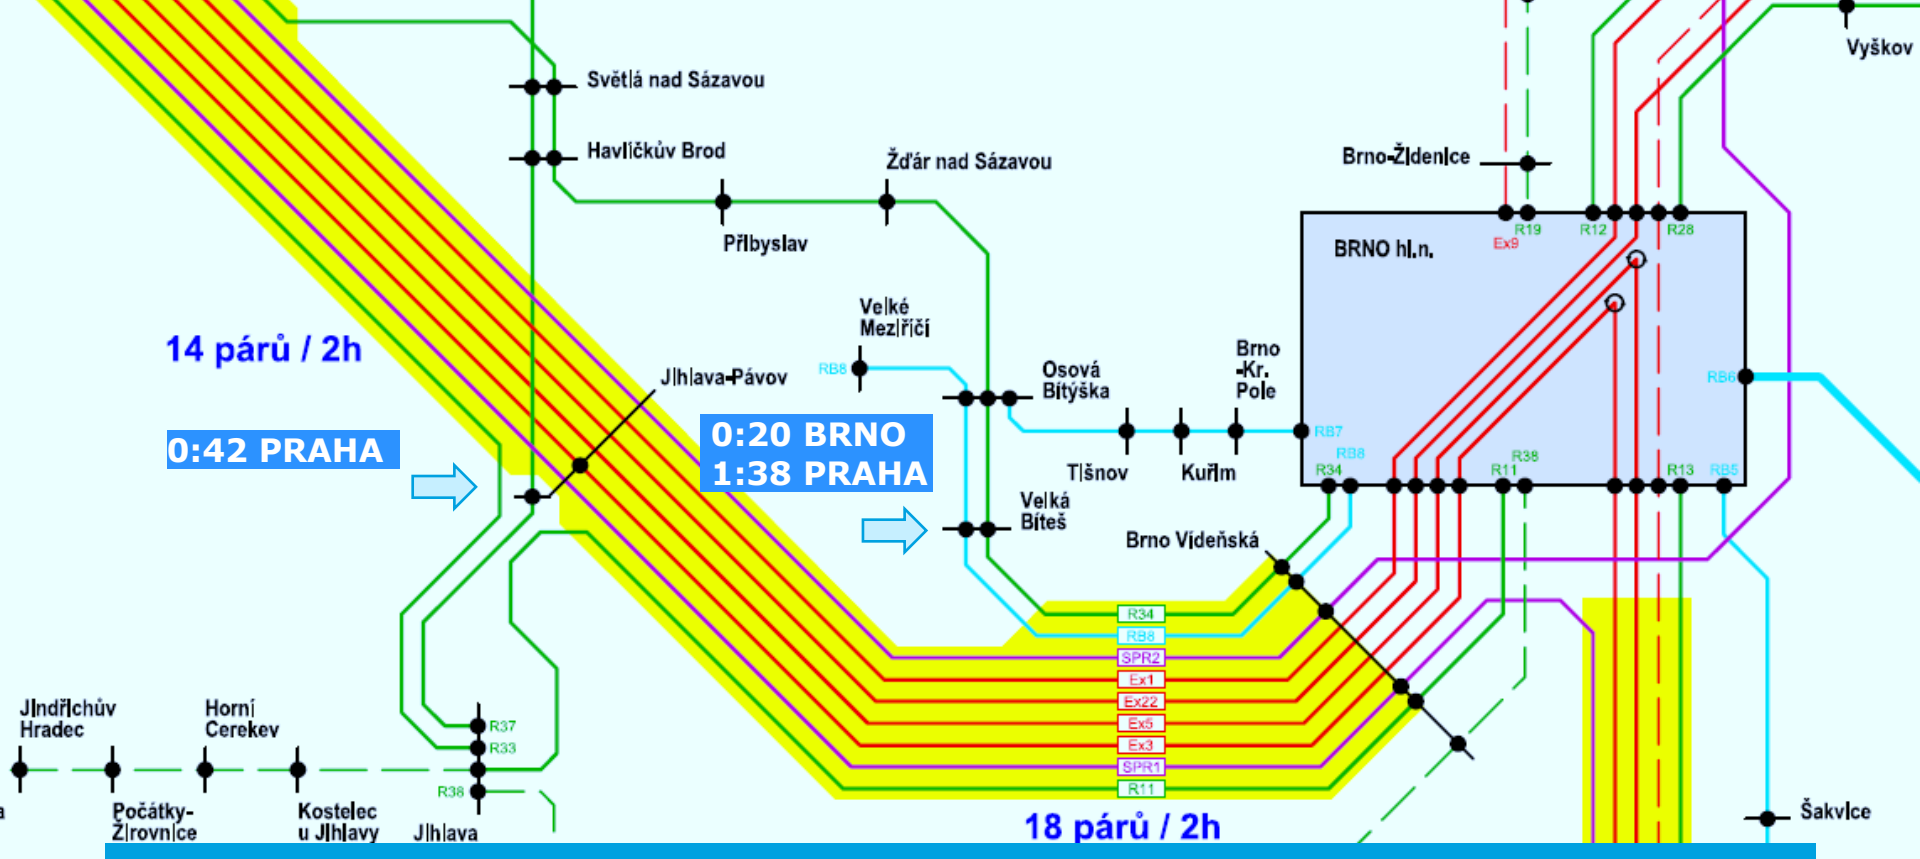 Vyškov
Světlá nad Sázavou
Havlíčkův Brod
Žďár nad Sázavou
Brno-Židenice
Přibyslav
R19
R12
R28
Ex9
BRNO hl.n.
14 párů / 2h
Velké
Meziříčí
RB8
Jihlava-Pávov
Osová
Bítýška
Brno
-Kr.
Pole
RB6
0:42 PRAHA
0:20 BRNO
1:38 PRAHA
RB7
RB8
R34
Tišnov
Kuřim
R11
R38
R13
RB5
Velká
Bíteš
Brno Vídeňská
R34
RB8
SPR2
Ex1
Ex22
Ex5
Ex3
SPR1
R11
18 párů / 2h
Jindřichův
Hradec
Horní
Cerekev
R37
R33
R38
a
Počátky-
Žirovnice
Kostelec
u Jihlavy
Jihlava
Šakvice